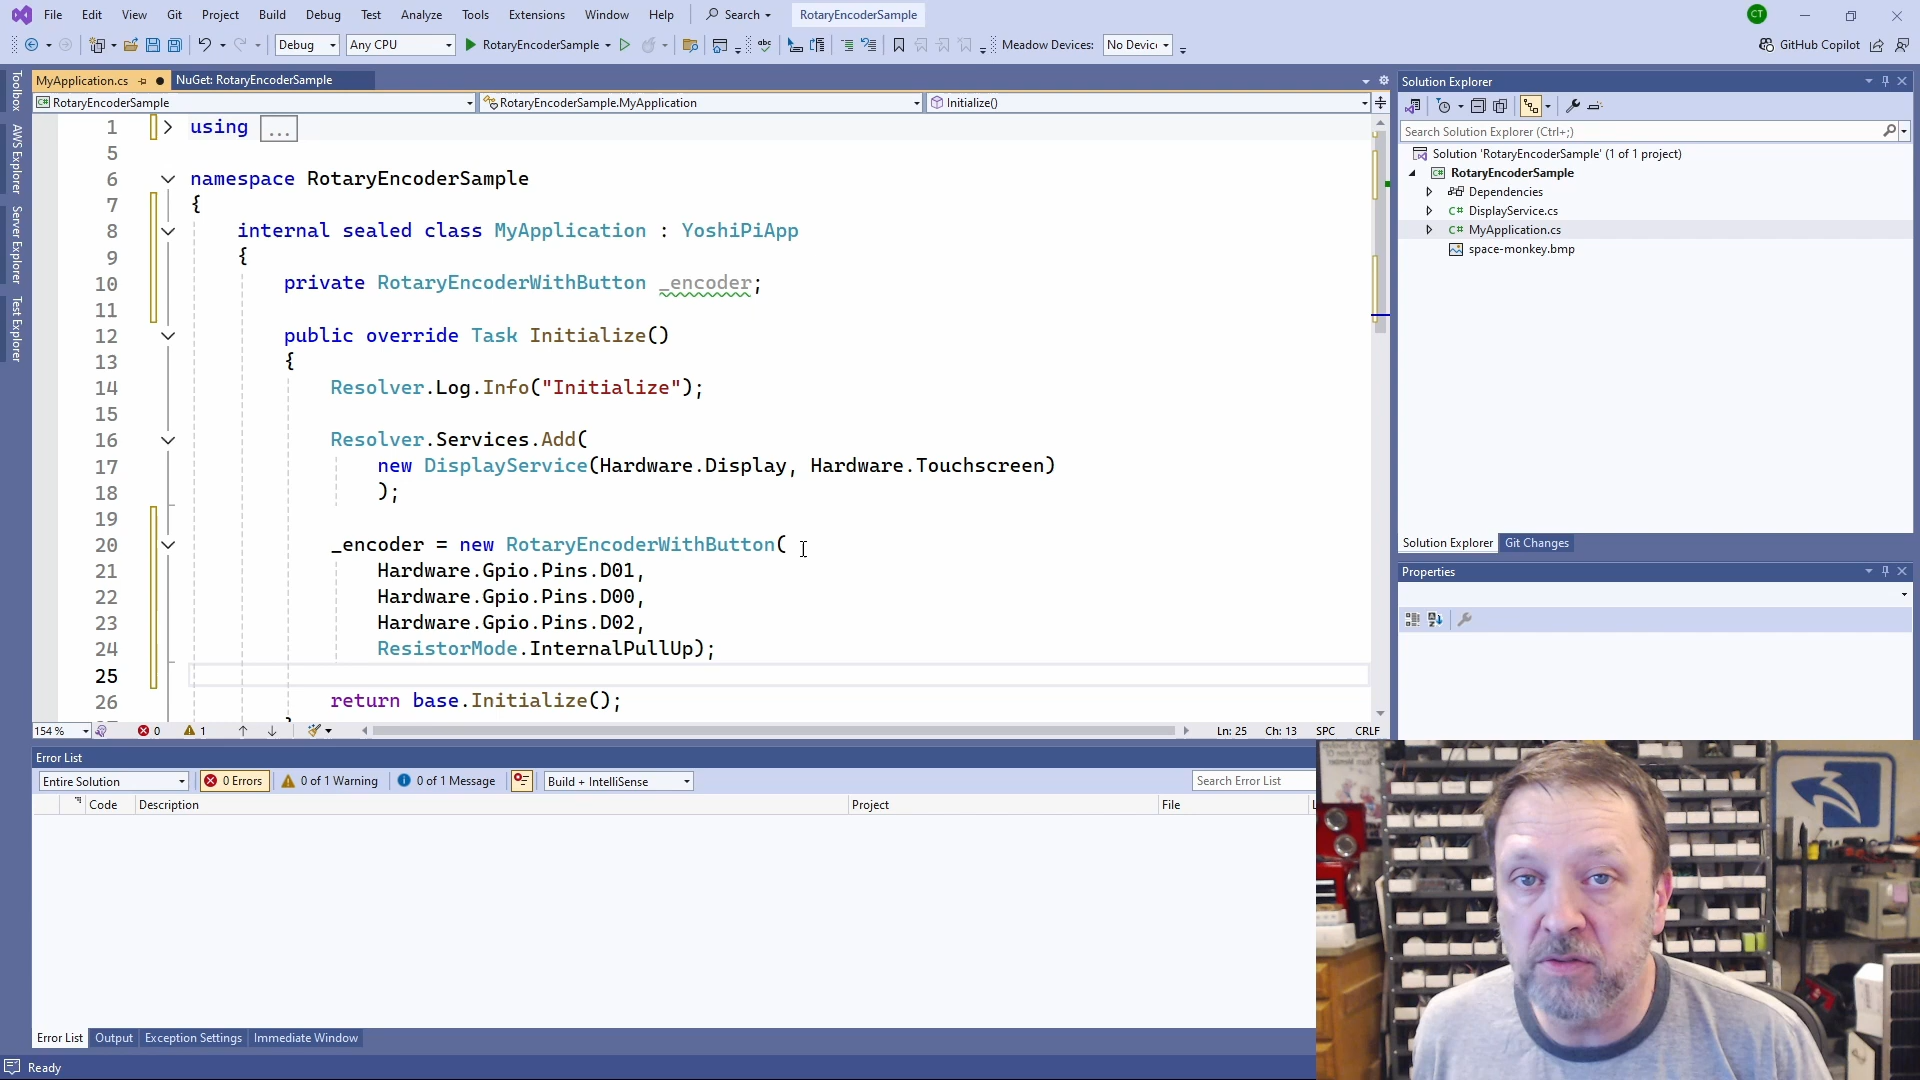 File Edit View Git Project Build Debug Test Analyze Tools Extensions Window Help Search RotaryEncoderSample CT
Debug Any CPU RotaryEncoderSample Meadow Devices: No Devic GitHub Copilot
MyApplication.cs NuGet: RotaryEncoderSample
RotaryEncoderSample RotaryEncoderSample.MyApplication Initialize()
Toolbox
AWS Explorer
Server Explorer
Test Explorer
1 using ...
5
6 namespace RotaryEncoderSample
7 {
8 internal sealed class MyApplication : YoshiPiApp
9 {
10 private RotaryEncoderWithButton _encoder;
11
12 public override Task Initialize()
13 {
14 Resolver.Log.Info("Initialize");
15
16 Resolver.Services.Add(
17 new DisplayService(Hardware.Display, Hardware.Touchscreen)
18 );
19
20 _encoder = new RotaryEncoderWithButton(
21 Hardware.Gpio.Pins.D01,
22 Hardware.Gpio.Pins.D00,
23 Hardware.Gpio.Pins.D02,
24 ResistorMode.InternalPullUp);
25
26 return base.Initialize();
154 % 0 1 Ln: 25 Ch: 13 SPC CRLF
Solution Explorer
Search Solution Explorer (Ctrl+;)
Solution 'RotaryEncoderSample' (1 of 1 project)
RotaryEncoderSample
Dependencies
C# DisplayService.cs
C# MyApplication.cs
space-monkey.bmp
Solution Explorer Git Changes
Properties
Error List
Entire Solution 0 Errors 0 of 1 Warning 0 of 1 Message Build + IntelliSense Search Error List
Code Description Project File
Error List Output Exception Settings Immediate Window
Ready